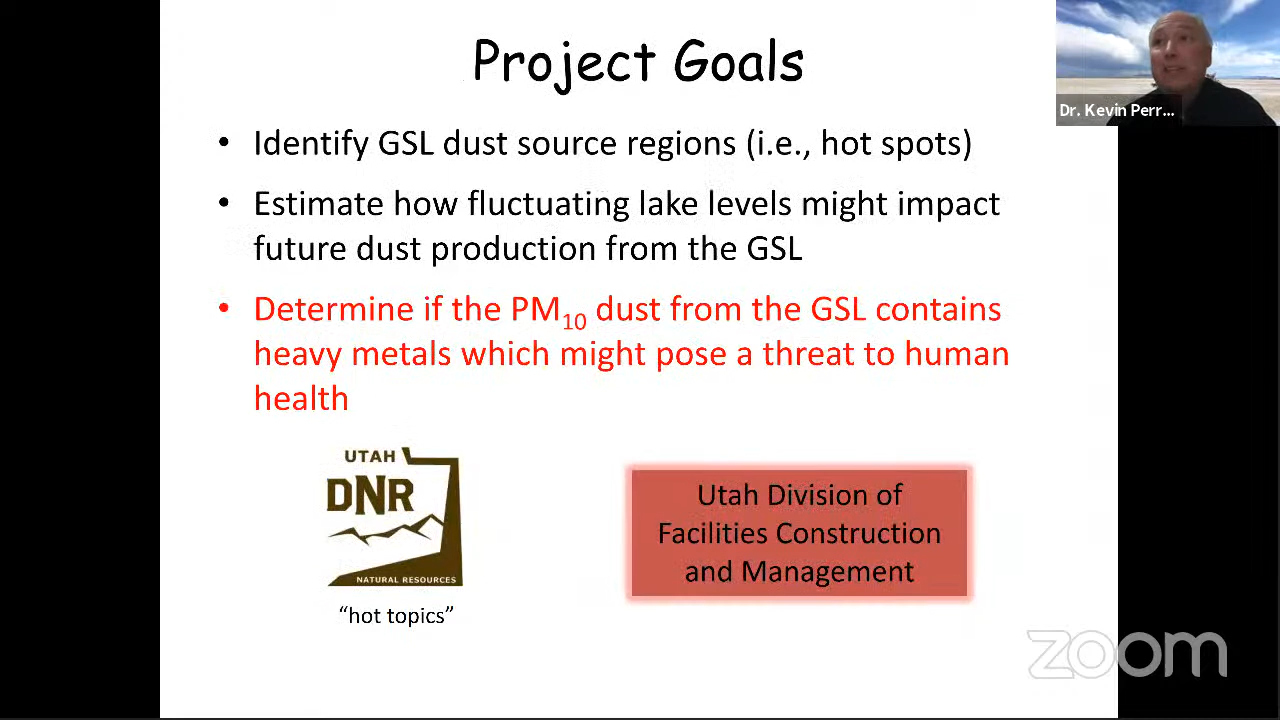 Project Goals
Dr. Kevin Perr...
• Identify GSL dust source regions (i.e., hot spots)
• Estimate how fluctuating lake levels might impact
future dust production from the GSL
• Determine if the PM10 dust from the GSL contains
heavy metals which might pose a threat to human
health
UTAH
DNR
NATURAL RESOURCES
“hot topics”
Utah Division of
Facilities Construction
and Management
zoom